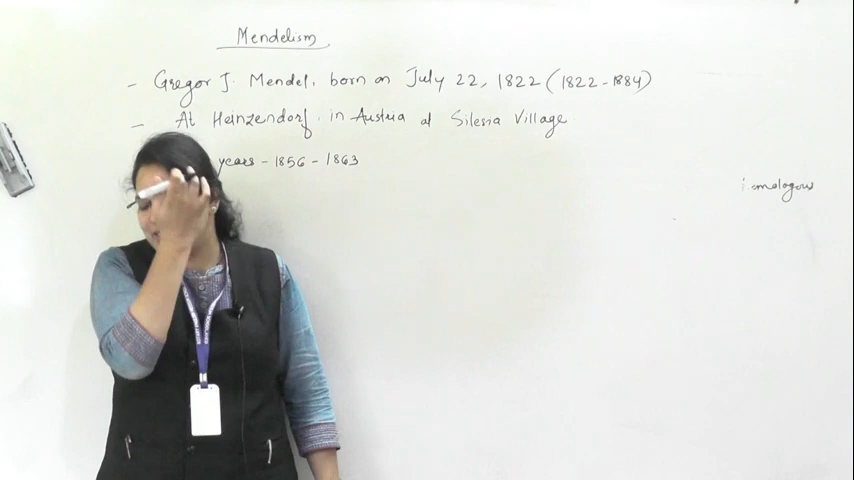 Mendelism
- Gregor J. Mendel, born on July 22, 1822 (1822-1884)
- At Heinzendorf, in Austria at Silesia Village
years - 1856 - 1863